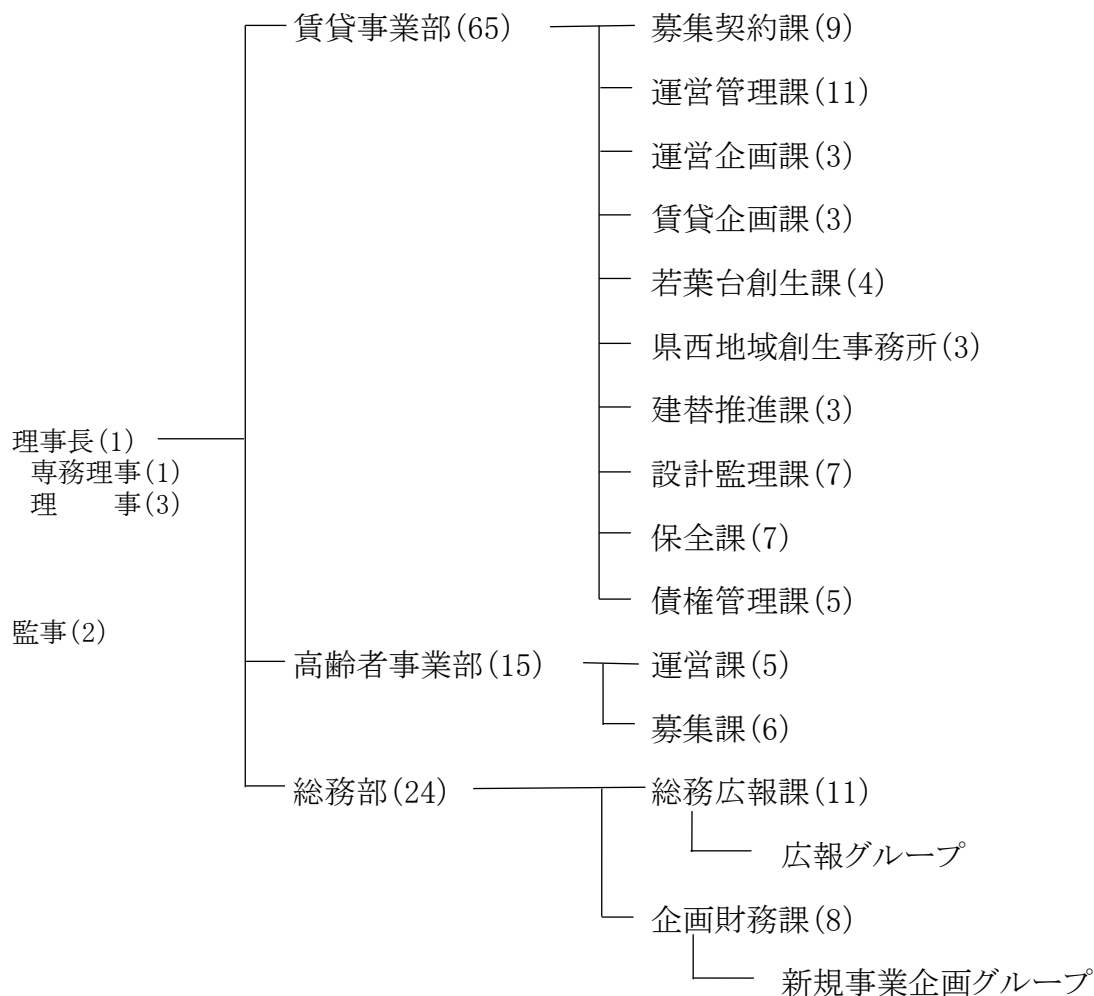 賃貸事業部(65)
募集契約課(9)
運営管理課(11)
運営企画課(3)
賃貸企画課(3)
若葉台創生課(4)
県西地域創生事務所(3)
建替推進課(3)
理事長(1)
専務理事(1)
理　　事(3)
設計監理課(7)
保全課(7)
債権管理課(5)
監事(2)
高齢者事業部(15)
運営課(5)
募集課(6)
総務部(24)
総務広報課(11)
広報グループ
企画財務課(8)
新規事業企画グループ